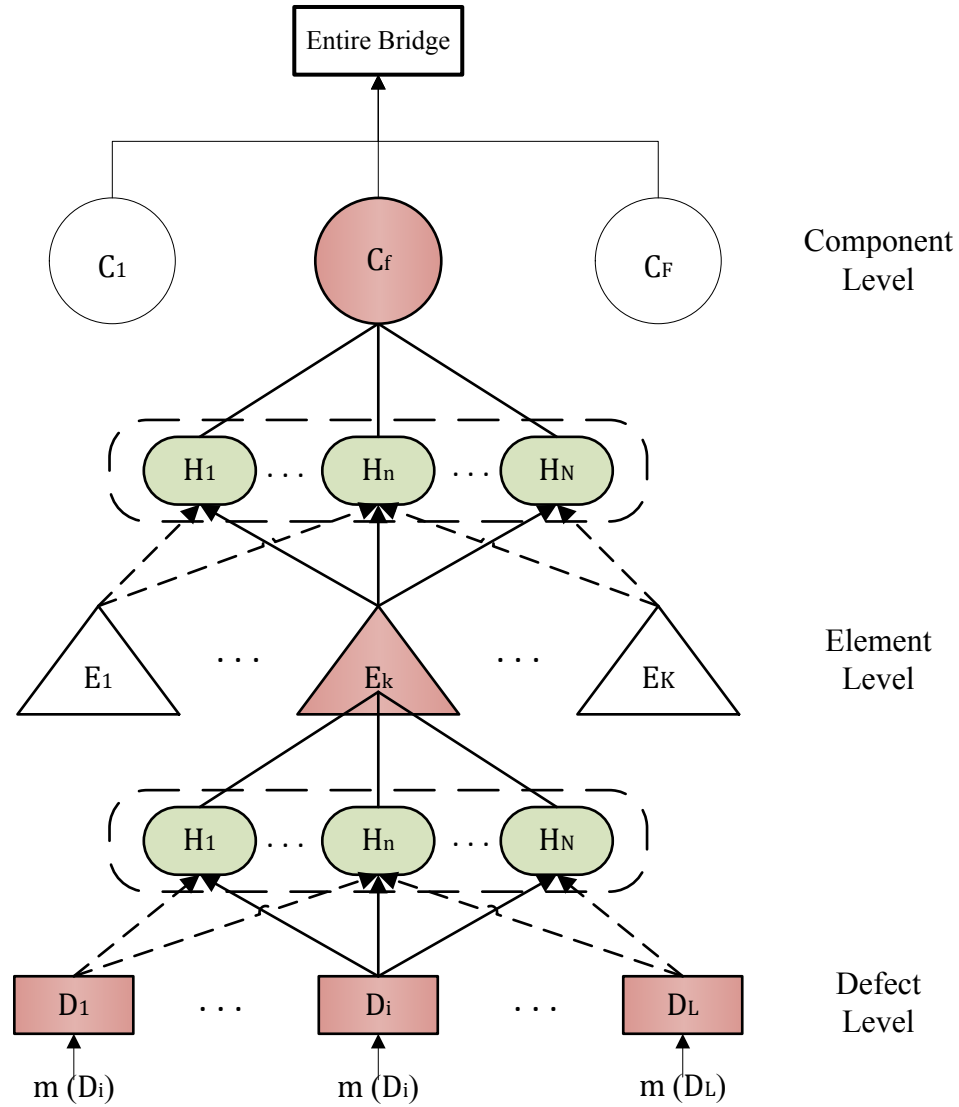 Entire Bridge
C1 Cf CF
Component
Level
H1 ... Hn ... HN
E1 ... Ek ... EK
Element
Level
H1 ... Hn ... HN
D1 ... Di ... DL
Defect
Level
m (Di) m (Di) m (DL)